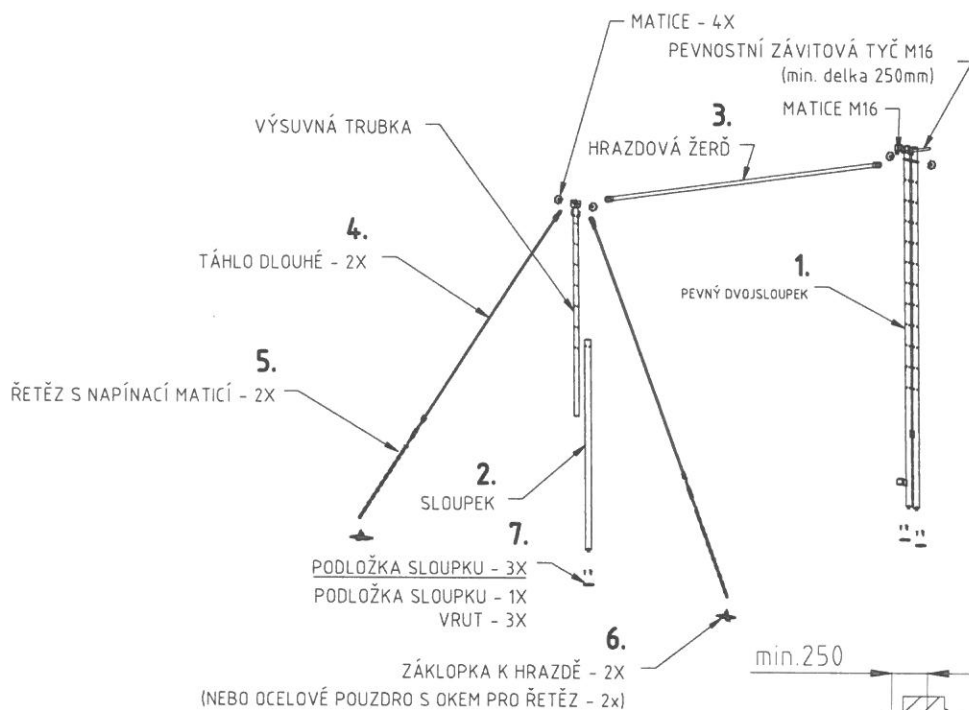 MATICE - 4X
PEVNOSTNÍ ZÁVITOVÁ TYČ M16
(min. delka 250mm)
MATICE M16
3.
HRAZDOVÁ ŽERĎ
VÝSUVNÁ TRUBKA
4.
TÁHLO DLOUHÉ - 2X
1.
PEVNÝ DVOJSLOUPEK
5.
ŘETĚZ S NAPÍNACÍ MATICÍ - 2X
2.
SLOUPEK
7.
PODLOŽKA SLOUPKU - 3X
PODLOŽKA SLOUPKU - 1X
VRUT - 3X
6.
ZÁKLOPKA K HRAZDĚ - 2X
(NEBO OCELOVÉ POUZDRO S OKEM PRO ŘETĚZ - 2x)
min.250